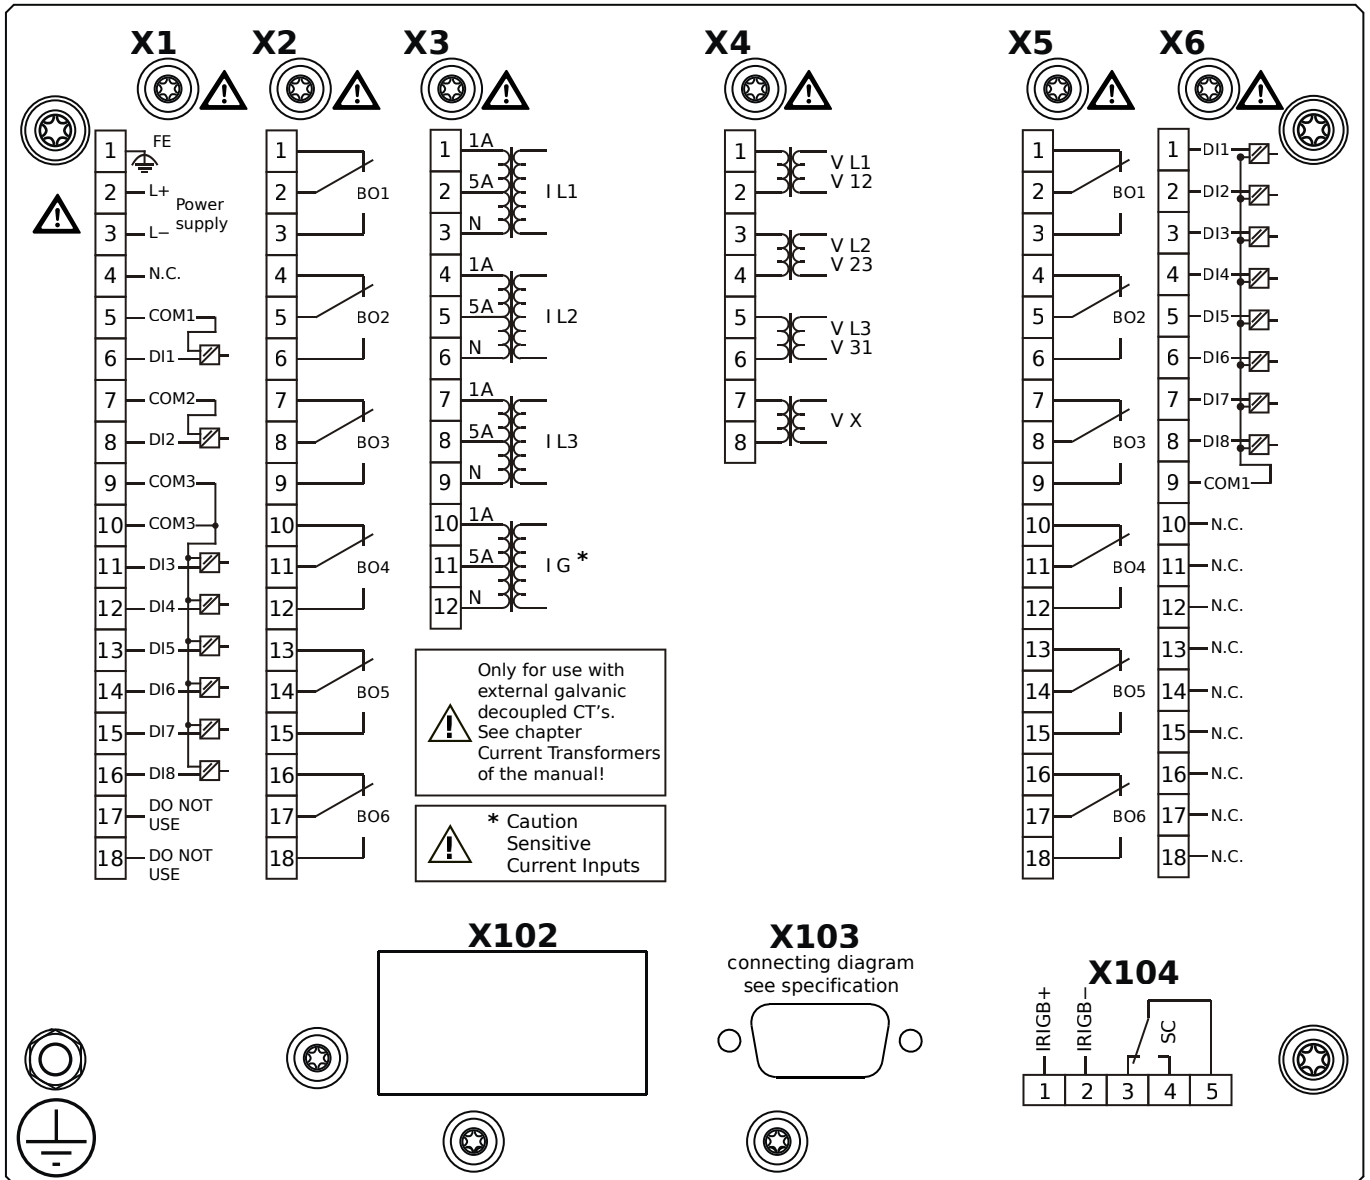 X1
X2
X3
X4
X5
X6
1 FE
2 L+
Power
supply
3 L−
4 N.C.
5 COM1
6 DI1
7 COM2
8 DI2
9 COM3
10 COM3
11 DI3
12 DI4
13 DI5
14 DI6
15 DI7
16 DI8
17 DO NOT
USE
18 DO NOT
USE
1
2 BO1
3
4
5 BO2
6
7
8 BO3
9
10
11 BO4
12
13
14 BO5
15
16
17 BO6
18
1 1A
2 5A I L1
3 N
4 1A
5 5A I L2
6 N
7 1A
8 5A I L3
9 N
10 1A
11 5A I G *
12 N
Only for use with
external galvanic
decoupled CT's.
See chapter
Current Transformers
of the manual!
* Caution
Sensitive
Current Inputs
1 V L1
2 V 12
3 V L2
4 V 23
5 V L3
6 V 31
7 V X
8
1
2 BO1
3
4
5 BO2
6
7
8 BO3
9
10
11 BO4
12
13
14 BO5
15
16
17 BO6
18
1 DI1
2 DI2
3 DI3
4 DI4
5 DI5
6 DI6
7 DI7
8 DI8
9 COM1
10 N.C.
11 N.C.
12 N.C.
13 N.C.
14 N.C.
15 N.C.
16 N.C.
17 N.C.
18 N.C.
X102
X103
connecting diagram
see specification
X104
IRIGB+
IRIGB−
SC
1 2 3 4 5